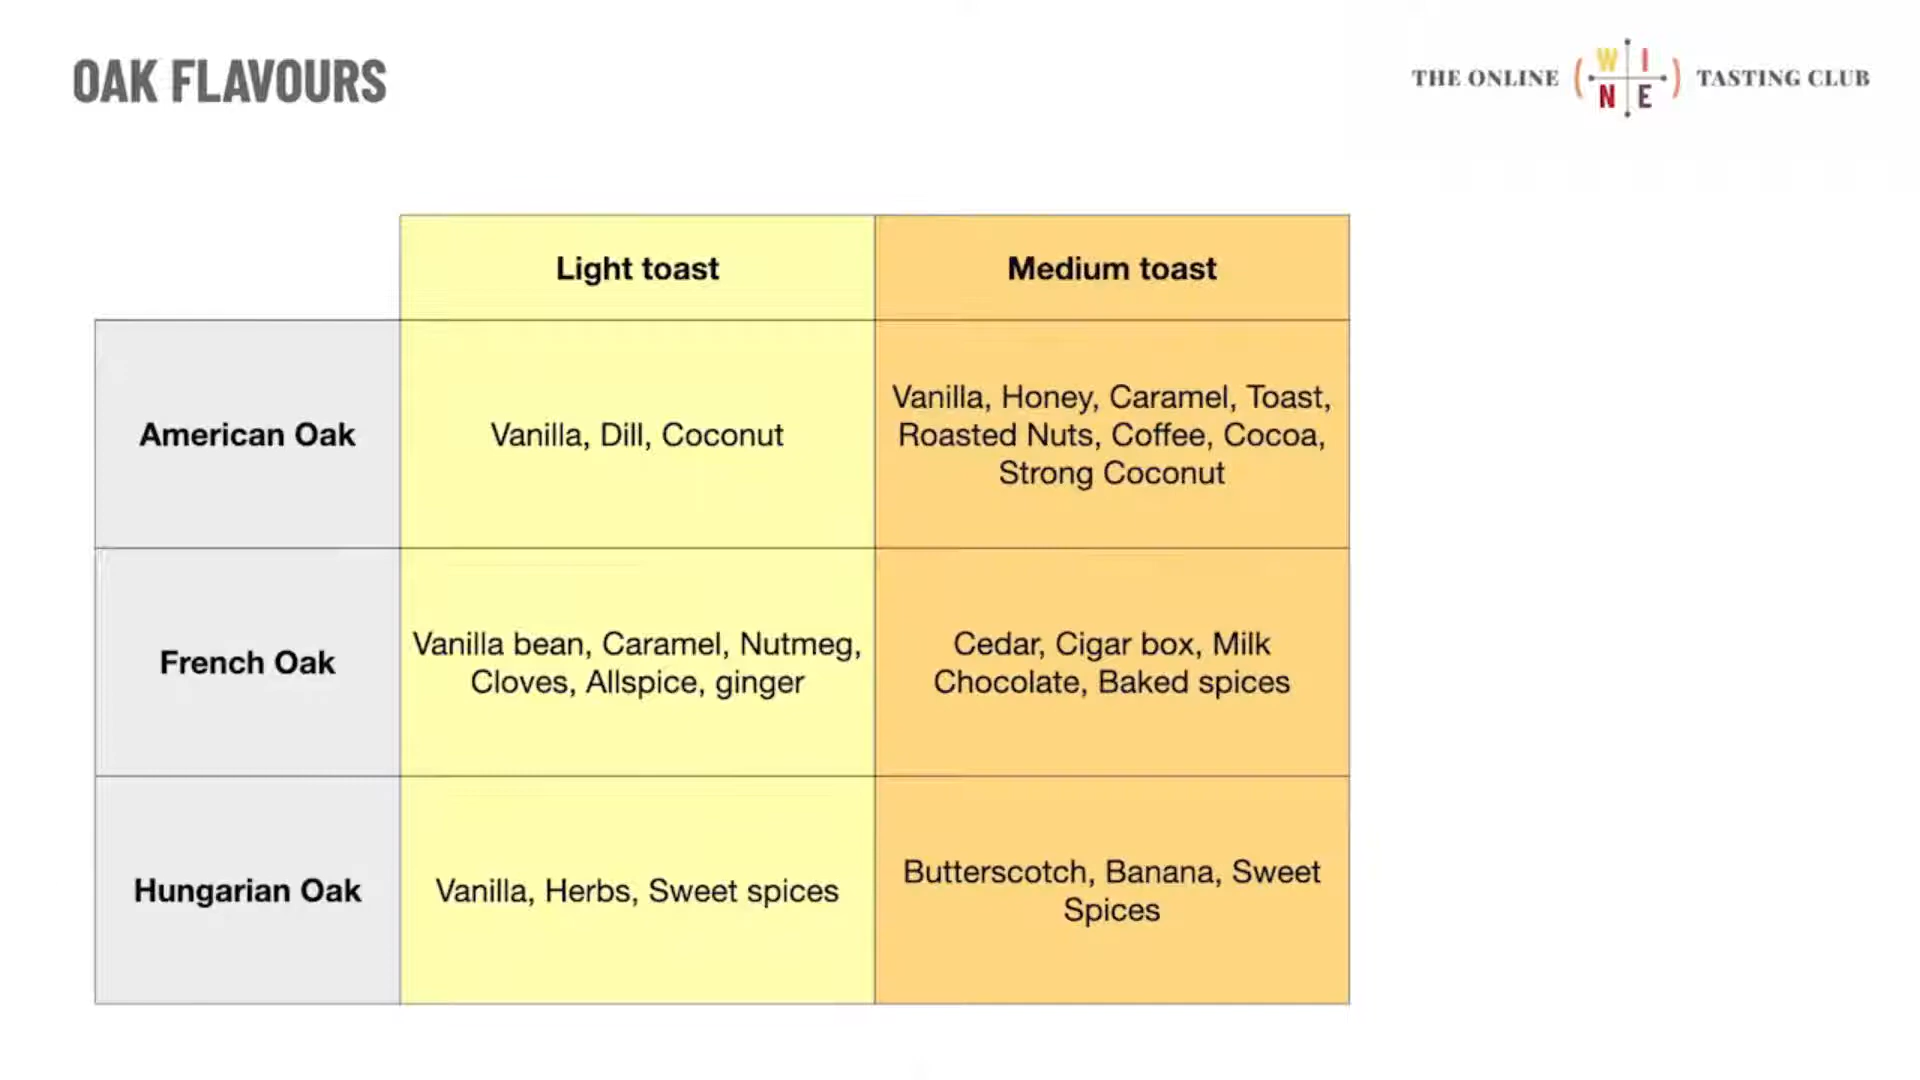 OAK FLAVOURS
THE ONLINE WINE TASTING CLUB
Light toast
Medium toast
American Oak
Vanilla, Dill, Coconut
Vanilla, Honey, Caramel, Toast,
Roasted Nuts, Coffee, Cocoa,
Strong Coconut
French Oak
Vanilla bean, Caramel, Nutmeg,
Cloves, Allspice, ginger
Cedar, Cigar box, Milk
Chocolate, Baked spices
Hungarian Oak
Vanilla, Herbs, Sweet spices
Butterscotch, Banana, Sweet
Spices